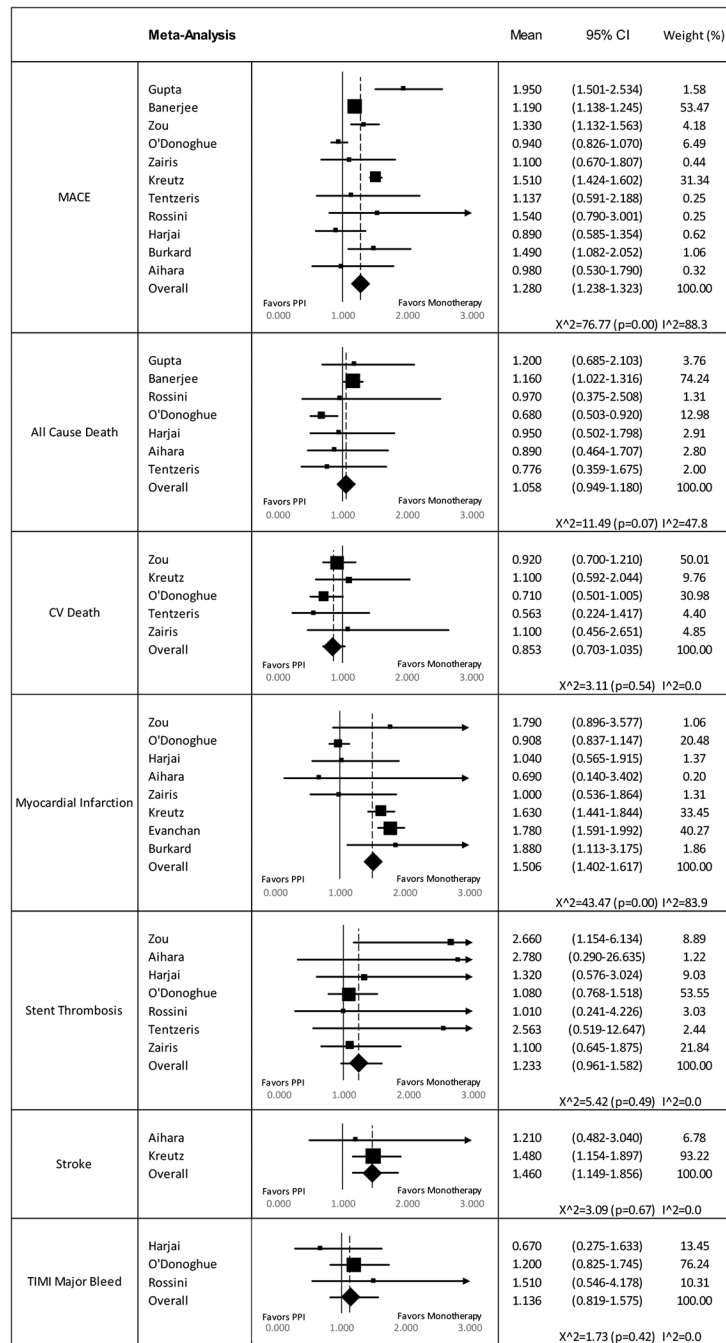 Meta-Analysis Mean 95% CI Weight (%)
MACE
Gupta 1.950 (1.501-2.534) 1.58
Banerjee 1.190 (1.138-1.245) 53.47
Zou 1.330 (1.132-1.563) 4.18
O'Donoghue 0.940 (0.826-1.070) 6.49
Zairis 1.100 (0.670-1.807) 0.44
Kreutz 1.510 (1.424-1.602) 31.34
Tentzeris 1.137 (0.591-2.188) 0.25
Rossini 1.540 (0.790-3.001) 0.25
Harjai 0.890 (0.585-1.354) 0.62
Burkard 1.490 (1.082-2.052) 1.06
Aihara 0.980 (0.530-1.790) 0.32
Overall 1.280 (1.238-1.323) 100.00
Favors PPI Favors Monotherapy
0.000 1.000 2.000 3.000
X^2=76.77 (p=0.00) I^2=88.3
All Cause Death
Gupta 1.200 (0.685-2.103) 3.76
Banerjee 1.160 (1.022-1.316) 74.24
Rossini 0.970 (0.375-2.508) 1.31
O'Donoghue 0.680 (0.503-0.920) 12.98
Harjai 0.950 (0.502-1.798) 2.91
Aihara 0.890 (0.464-1.707) 2.80
Tentzeris 0.776 (0.359-1.675) 2.00
Overall 1.058 (0.949-1.180) 100.00
Favors PPI Favors Monotherapy
0.000 1.000 2.000 3.000
X^2=11.49 (p=0.07) I^2=47.8
CV Death
Zou 0.920 (0.700-1.210) 50.01
Kreutz 1.100 (0.592-2.044) 9.76
O'Donoghue 0.710 (0.501-1.005) 30.98
Tentzeris 0.563 (0.224-1.417) 4.40
Zairis 1.100 (0.456-2.651) 4.85
Overall 0.853 (0.703-1.035) 100.00
Favors PPI Favors Monotherapy
0.000 1.000 2.000 3.000
X^2=3.11 (p=0.54) I^2=0.0
Myocardial Infarction
Zou 1.790 (0.896-3.577) 1.06
O'Donoghue 0.908 (0.837-1.147) 20.48
Harjai 1.040 (0.565-1.915) 1.37
Aihara 0.690 (0.140-3.402) 0.20
Zairis 1.000 (0.536-1.864) 1.31
Kreutz 1.630 (1.441-1.844) 33.45
Evanchan 1.780 (1.591-1.992) 40.27
Burkard 1.880 (1.113-3.175) 1.86
Overall 1.506 (1.402-1.617) 100.00
Favors PPI Favors Monotherapy
0.000 1.000 2.000 3.000
X^2=43.47 (p=0.00) I^2=83.9
Stent Thrombosis
Zou 2.660 (1.154-6.134) 8.89
Aihara 2.780 (0.290-26.635) 1.22
Harjai 1.320 (0.576-3.024) 9.03
O'Donoghue 1.080 (0.768-1.518) 53.55
Rossini 1.010 (0.241-4.226) 3.03
Tentzeris 2.563 (0.519-12.647) 2.44
Zairis 1.100 (0.645-1.875) 21.84
Overall 1.233 (0.961-1.582) 100.00
Favors PPI Favors Monotherapy
0.000 1.000 2.000 3.000
X^2=5.42 (p=0.49) I^2=0.0
Stroke
Aihara 1.210 (0.482-3.040) 6.78
Kreutz 1.480 (1.154-1.897) 93.22
Overall 1.460 (1.149-1.856) 100.00
Favors PPI Favors Monotherapy
0.000 1.000 2.000 3.000
X^2=3.09 (p=0.67) I^2=0.0
TIMI Major Bleed
Harjai 0.670 (0.275-1.633) 13.45
O'Donoghue 1.200 (0.825-1.745) 76.24
Rossini 1.510 (0.546-4.178) 10.31
Overall 1.136 (0.819-1.575) 100.00
Favors PPI Favors Monotherapy
0.000 1.000 2.000 3.000
X^2=1.73 (p=0.42) I^2=0.0